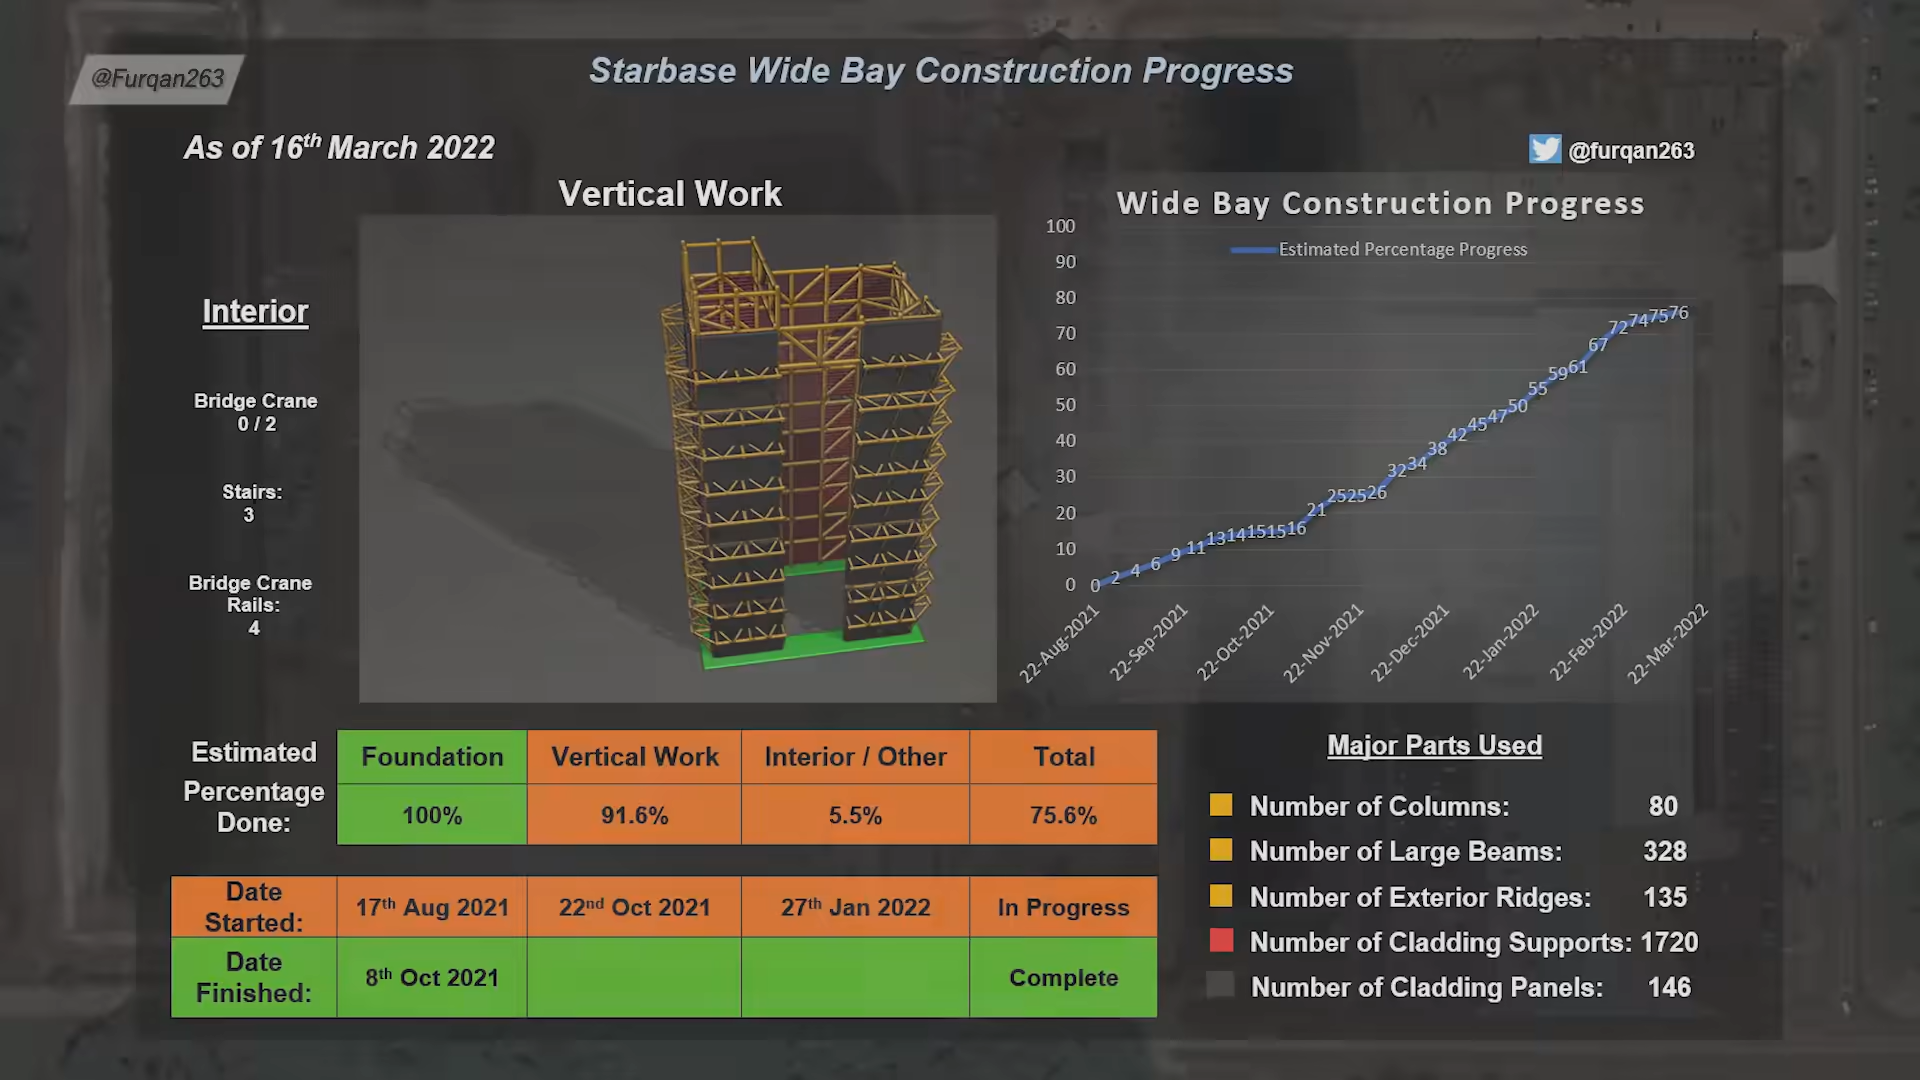 @Furqan263
Starbase Wide Bay Construction Progress
As of 16th March 2022
@furqan263
Vertical Work
Interior
Bridge Crane
0 / 2
Stairs:
3
Bridge Crane
Rails:
4
Wide Bay Construction Progress
Estimated Percentage Progress
100
90
80
70
60
50
40
30
20
10
0
0 2 4 6 9 11 13 14 15 15 16 21 25 25 26 32 34 38 42 45 47 50 55 59 61 67 72 74 75 76
22-Aug-2021 22-Sep-2021 22-Oct-2021 22-Nov-2021 22-Dec-2021 22-Jan-2022 22-Feb-2022 22-Mar-2022
Estimated
Percentage
Done:
Foundation Vertical Work Interior / Other Total
100% 91.6% 5.5% 75.6%
Date
Started:
17th Aug 2021 22nd Oct 2021 27th Jan 2022 In Progress
Date
Finished:
8th Oct 2021 Complete
Major Parts Used
Number of Columns: 80
Number of Large Beams: 328
Number of Exterior Ridges: 135
Number of Cladding Supports: 1720
Number of Cladding Panels: 146